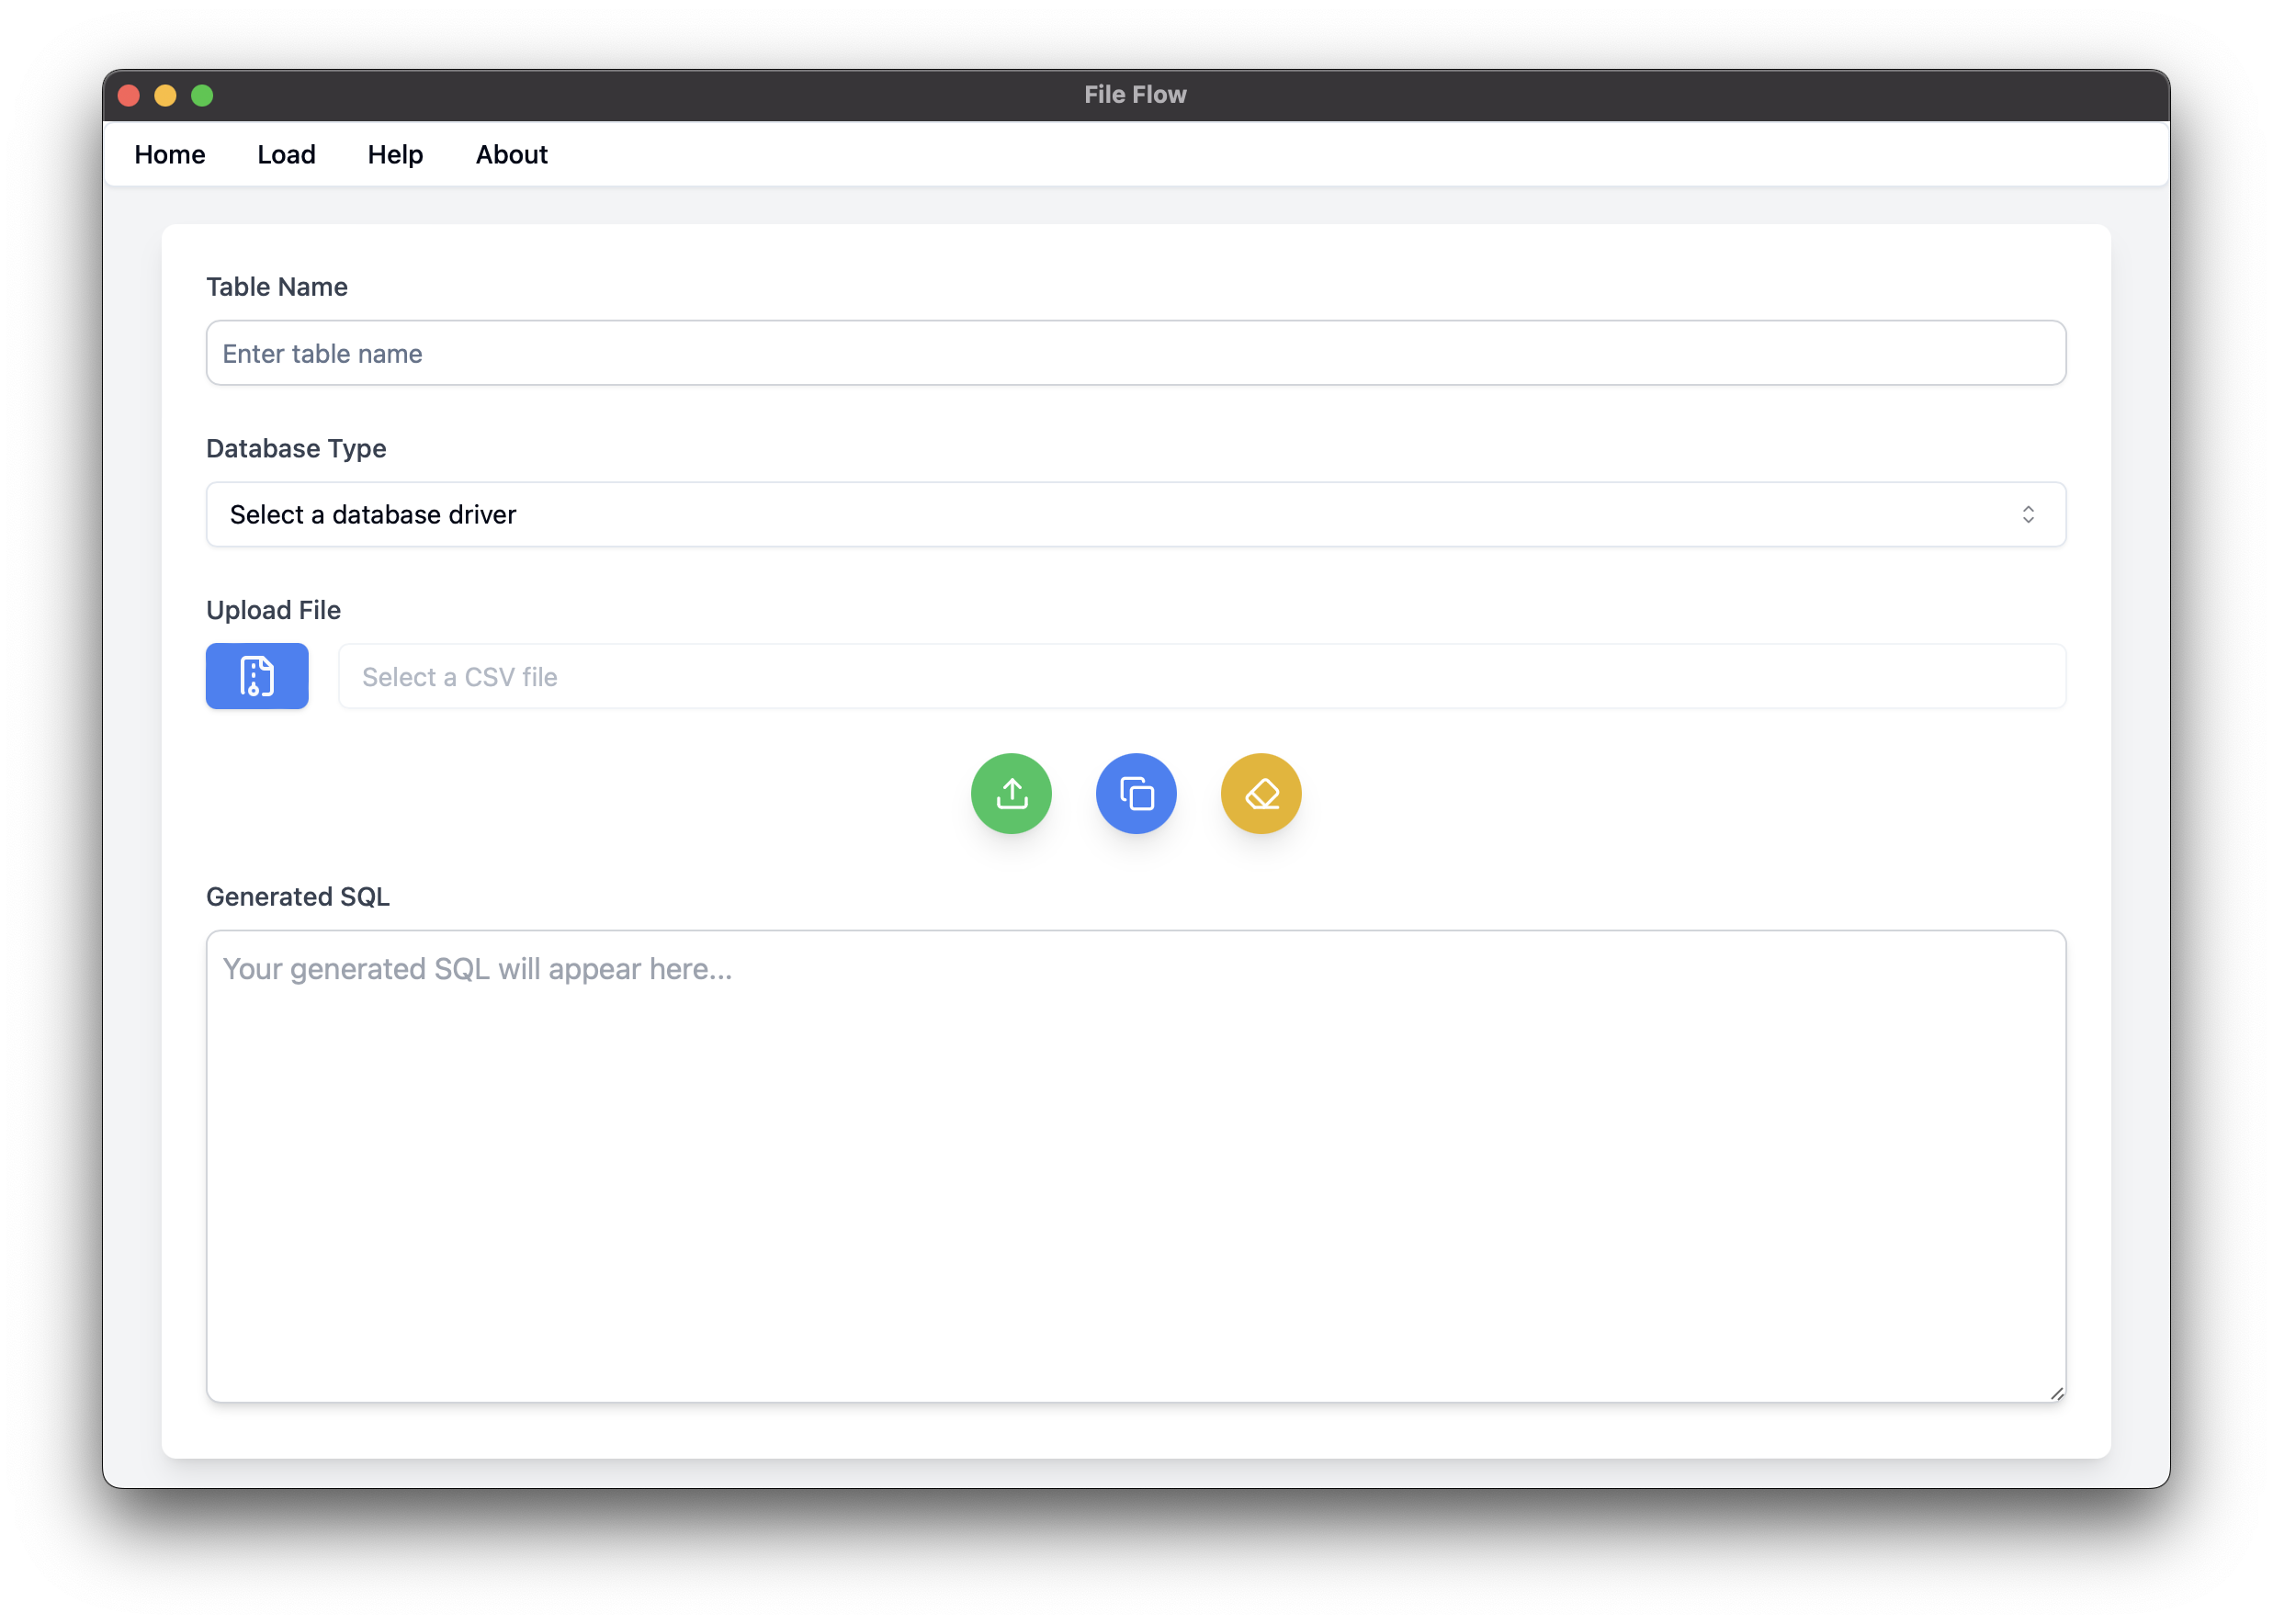 File Flow
Home Load Help About
Table Name
Enter table name
Database Type
Select a database driver
Upload File
Select a CSV file
Generated SQL
Your generated SQL will appear here...